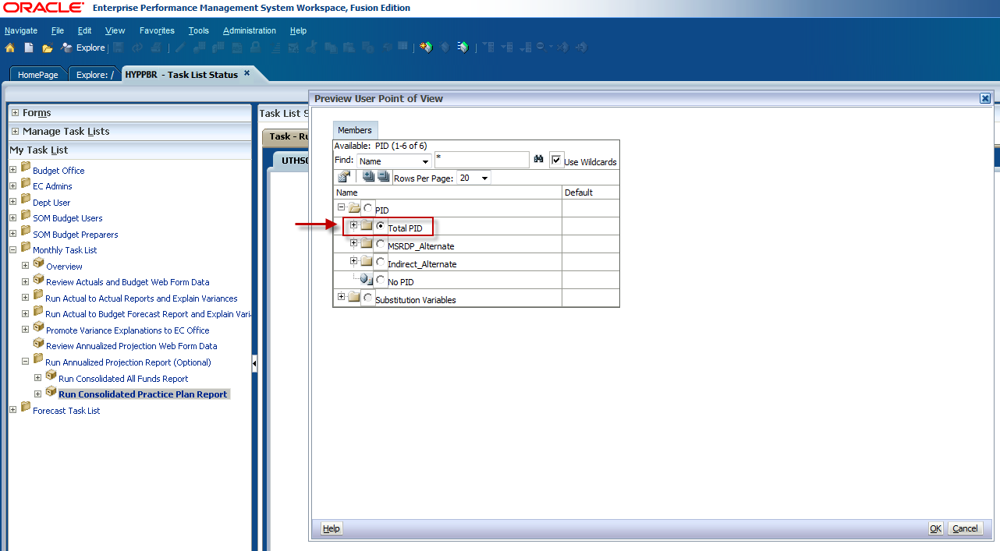 ORACLE Enterprise Performance Management System Workspace, Fusion Edition
Navigate File Edit View Favorites Tools Administration Help
Explore
HomePage Explore: / HYPPBR - Task List Status
Forms
Manage Task Lists
My Task List
Budget Office
EC Admins
Dept User
SOM Budget Users
SOM Budget Preparers
Monthly Task List
Overview
Review Actuals and Budget Web Form Data
Run Actual to Actual Reports and Explain Variances
Run Actual to Budget Forecast Report and Explain Vari
Promote Variance Explanations to EC Office
Review Annualized Projection Web Form Data
Run Annualized Projection Report (Optional)
Run Consolidated All Funds Report
Run Consolidated Practice Plan Report
Forecast Task List
Task List S
Task - Ru
UTHSC
Preview User Point of View
Members
Available: PID (1-6 of 6)
Find: Name * Use Wildcards
Rows Per Page: 20
Name Default
PID
Total PID
MSRDP_Alternate
Indirect_Alternate
No PID
Substitution Variables
Help OK Cancel